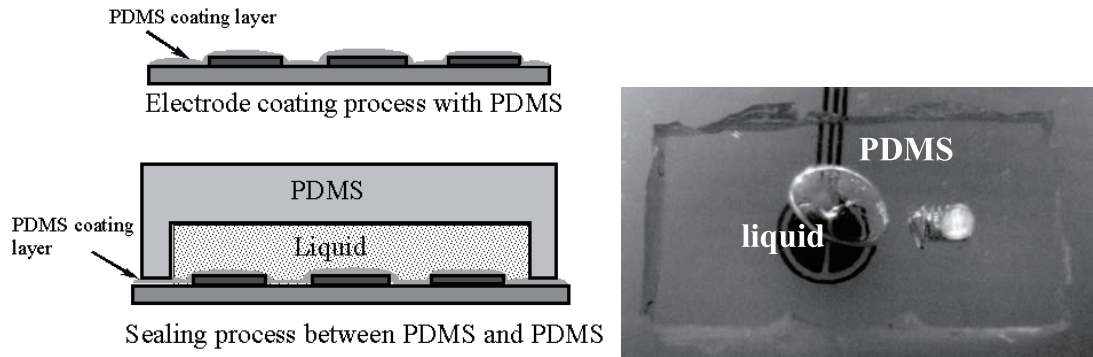 PDMS coating layer
Electrode coating process with PDMS
PDMS
PDMS coating
layer
Liquid
Sealing process between PDMS and PDMS
PDMS
liquid